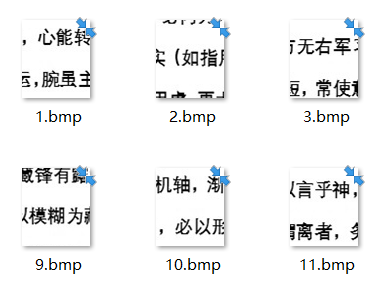 ，心能转
，腕虽主
1.bmp
实（如指
2.bmp
无右军
，常使
3.bmp
锋有
以模糊为
9.bmp
机轴，渐
，必以形
10.bmp
以言乎神，
离者，
11.bmp